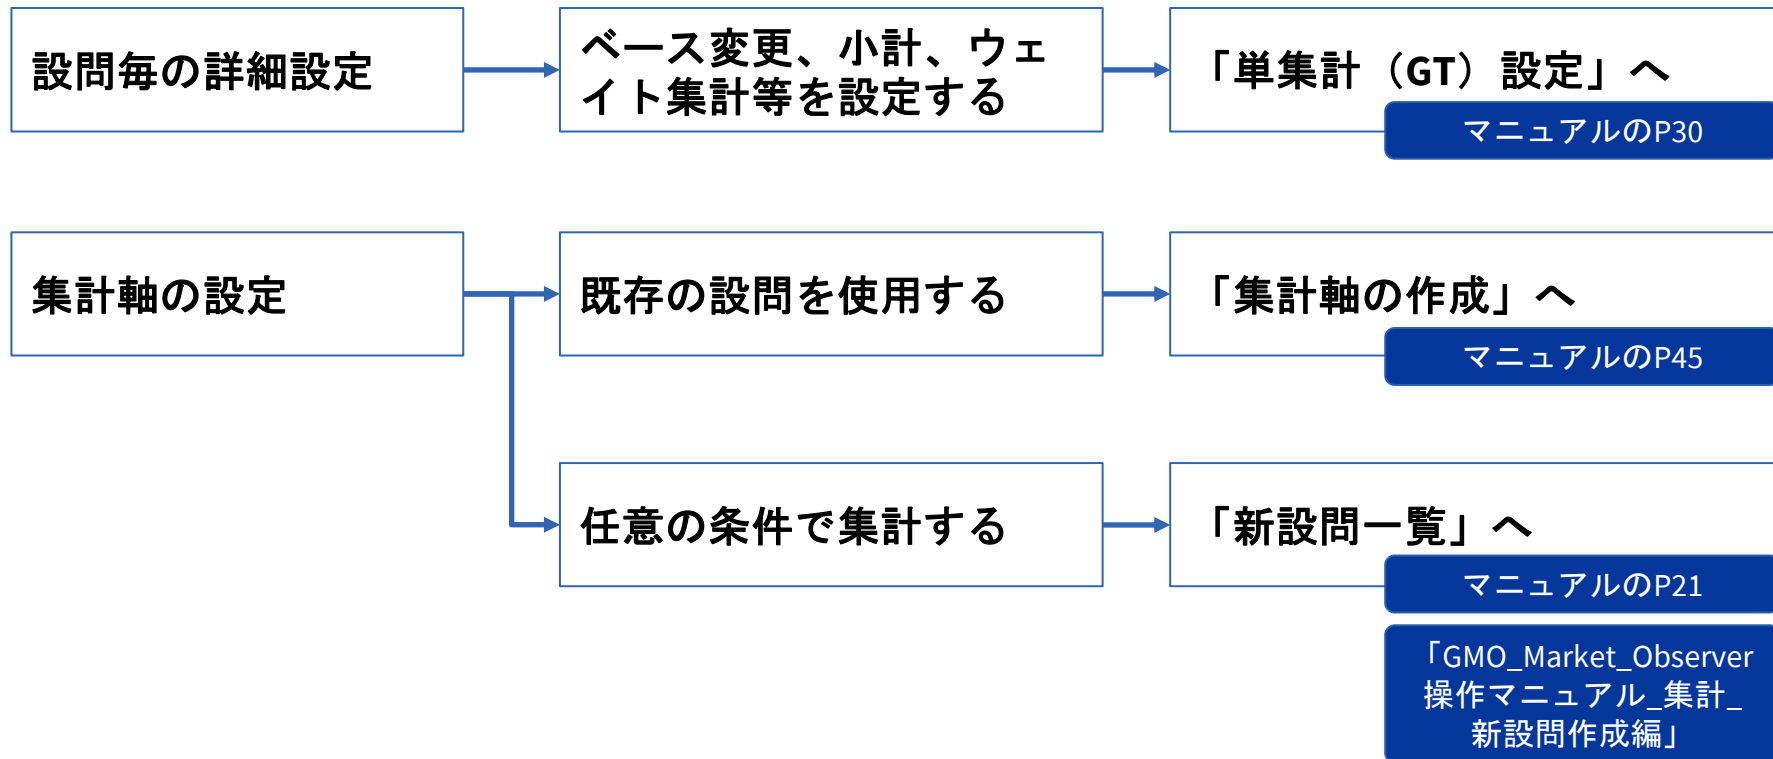 設問毎の詳細設定
ベース変更、小計、ウェ
イト集計等を設定する
「単集計（GT）設定」へ
マニュアルのP30
集計軸の設定
既存の設問を使用する
「集計軸の作成」へ
マニュアルのP45
任意の条件で集計する
「新設問一覧」へ
マニュアルのP21
「GMO_Market_Observer
操作マニュアル_集計_
新設問作成編」